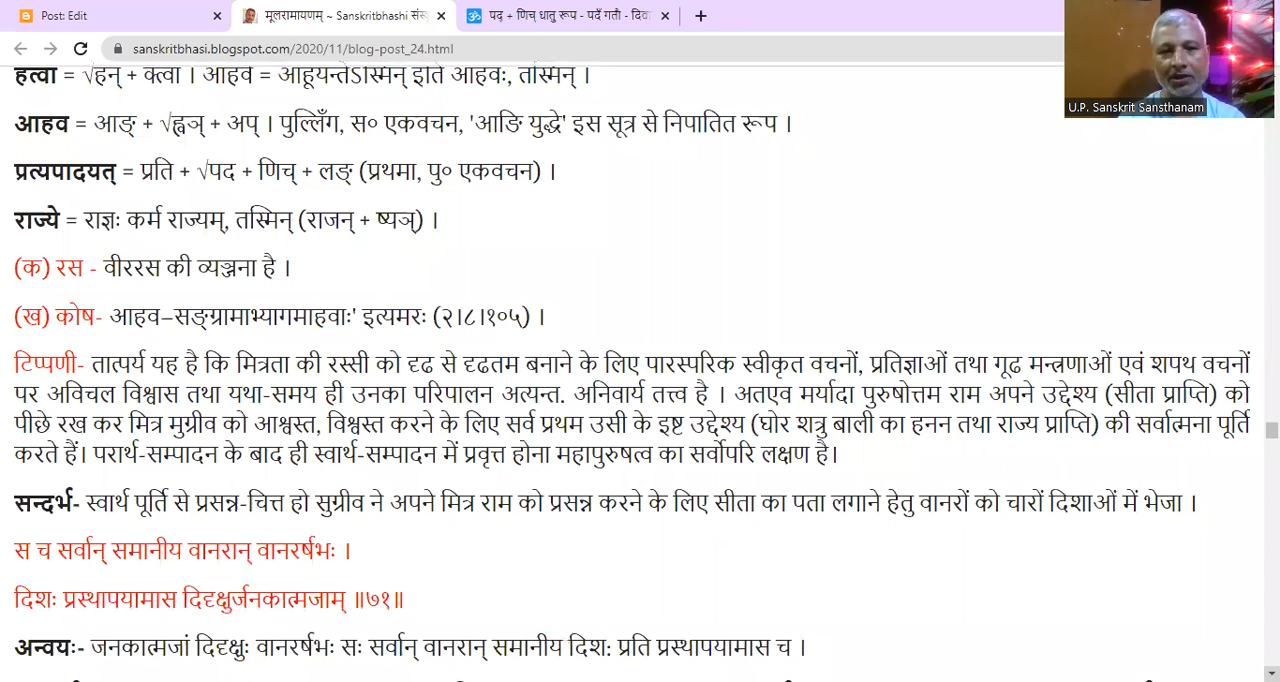 Post: Edit
मूलरामायणम् ~ Sanskritbhashi संस्
पद् + णिच् धातु रूप - पदँ गतौ - दिवा
sanskritbhasi.blogspot.com/2020/11/blog-post_24.html
U.P. Sanskrit Sansthanam
हत्वा = √हन् + क्त्वा । आहवे = आहूयन्तेऽस्मिन् इति आहवः, तस्मिन् ।
आहव = आङ् + √ह्वञ् + अप् । पुल्लिँग, स० एकवचन, 'आङि युद्धे' इस सूत्र से निपातित रूप ।
प्रत्यपादयत् = प्रति + √पद + णिच् + लङ् (प्रथमा, पु० एकवचन) ।
राज्ये = राज्ञः कर्म राज्यम्, तस्मिन् (राजन् + ष्यञ्) ।
(क) रस - वीररस की व्यञ्जना है ।
(ख) कोष- आहव–सङ्ग्रामाभ्यागमाहवाः' इत्यमरः (२।८।१०५) ।
टिप्पणी- तात्पर्य यह है कि मित्रता की रस्सी को दृढ से दृढतम बनाने के लिए पारस्परिक स्वीकृत वचनों, प्रतिज्ञाओं तथा गूढ मन्त्रणाओं एवं शपथ वचनों
पर अविचल विश्वास तथा यथा-समय ही उनका परिपालन अत्यन्त. अनिवार्य तत्त्व है । अतएव मर्यादा पुरुषोत्तम राम अपने उद्देश्य (सीता प्राप्ति) को
पीछे रख कर मित्र मुग्रीव को आश्वस्त, विश्वस्त करने के लिए सर्व प्रथम उसी के इष्ट उद्देश्य (घोर शत्रु बाली का हनन तथा राज्य प्राप्ति) की सर्वात्मना पूर्ति
करते हैं। परार्थ-सम्पादन के बाद ही स्वार्थ-सम्पादन में प्रवृत्त होना महापुरुषत्व का सर्वोपरि लक्षण है।
सन्दर्भ- स्वार्थ पूर्ति से प्रसन्न-चित्त हो सुग्रीव ने अपने मित्र राम को प्रसन्न करने के लिए सीता का पता लगाने हेतु वानरों को चारों दिशाओं में भेजा ।
स च सर्वान् समानीय वानरान् वानरर्षभः ।
दिशः प्रस्थापयामास दिदृक्षुर्जनकात्मजाम् ॥७१॥
अन्वयः- जनकात्मजां दिदृक्षुः वानरर्षभः सः सर्वान् वानरान् समानीय दिश: प्रति प्रस्थापयामास च ।